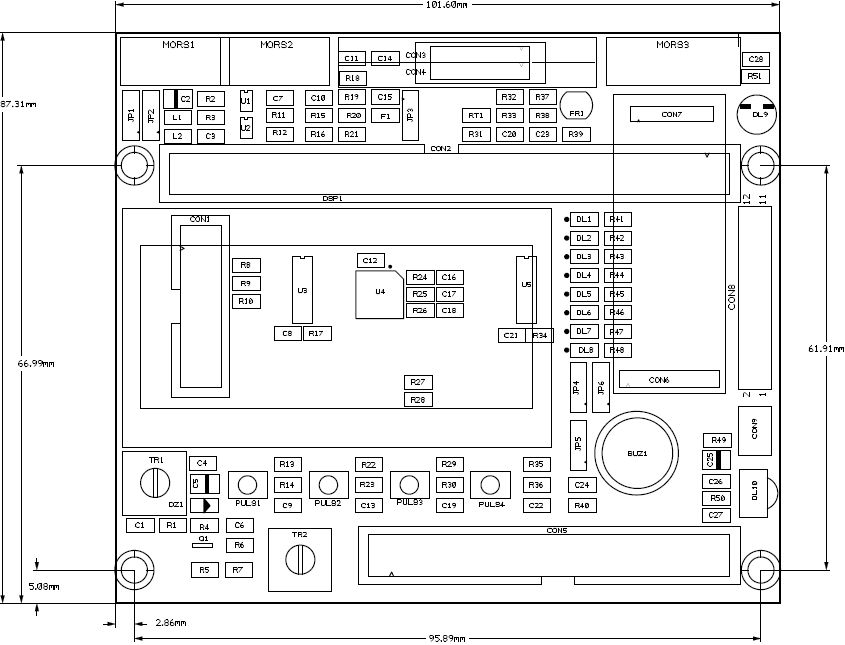 101.60mm
MORS1 MORS2 MORS3
CON3
CON4
C11 C14
R18
C28
R51
87.31mm
JP1 JP2
C2 R2
L1 R3
L2 C3
U1
U2
C7 C10 R19 C15
R11 R15 R20 F1
R12 R16 R21
JP3
R32 R37
RT1 R33 R38
R31 C20 C23 R39
FR1
CON7
DL9
CON2
DSP1
CON1
R8
R9
R10
U3
C8 R17
C12
U4
R24 C16
R25 C17
R26 C18
U5
C21 R34
R27
R28
DL1 R41
DL2 R42
DL3 R43
DL4 R44
DL5 R45
DL6 R46
DL7 R47
DL8 R48
12 11
CON8
2 1
CON6
JP4 JP6
JP5
BUZ1
CON9
R49
C25
C26
R50
C27
DL10
66.99mm
61.91mm
TR1
C4
C5
DZ1
C1 R1 R4 C6
Q1
R6
R5 R7
PULS1 PULS2 PULS3 PULS4
R13 R22 R29 R35
R14 R23 R30 R36 C24
C9 C13 C19 C22 R40
TR2
CON5
5.08mm
2.86mm
95.89mm